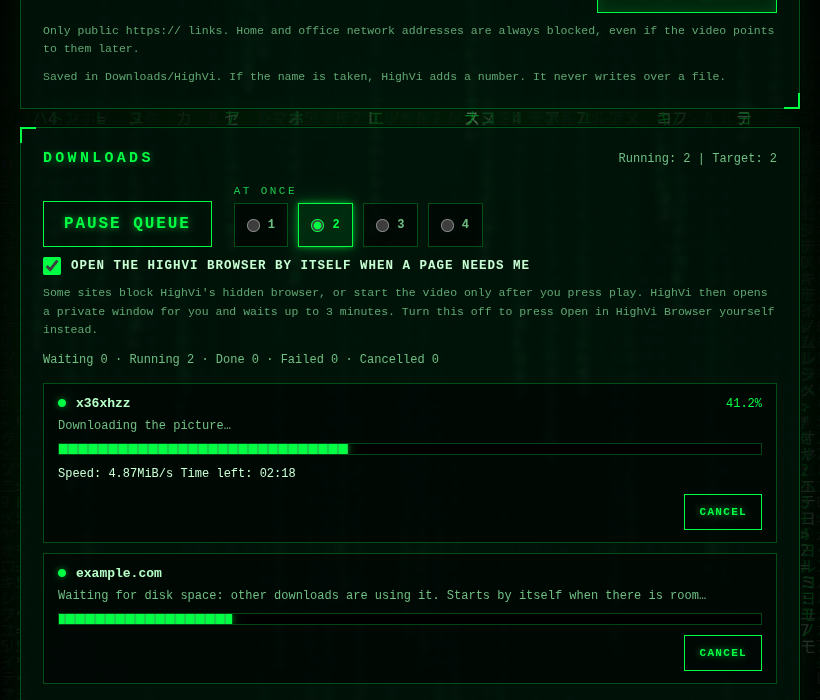 Only public https:// links. Home and office network addresses are always blocked, even if the video points
to them later.
Saved in Downloads/HighVi. If the name is taken, HighVi adds a number. It never writes over a file.
DOWNLOADS
Running: 2 | Target: 2
AT ONCE
PAUSE QUEUE
1
2
3
4
OPEN THE HIGHVI BROWSER BY ITSELF WHEN A PAGE NEEDS ME
Some sites block HighVi's hidden browser, or start the video only after you press play. HighVi then opens
a private window for you and waits up to 3 minutes. Turn this off to press Open in HighVi Browser yourself
instead.
Waiting 0 · Running 2 · Done 0 · Failed 0 · Cancelled 0
x36xhzz
41.2%
Downloading the picture…
Speed: 4.87MiB/s Time left: 02:18
CANCEL
example.com
Waiting for disk space: other downloads are using it. Starts by itself when there is room…
CANCEL